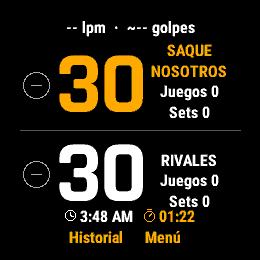 -- lpm · ~-- golpes
30
SAQUE
NOSOTROS
Juegos 0
Sets 0
30
RIVALES
Juegos 0
Sets 0
3:48 AM 01:22
Historial Menú